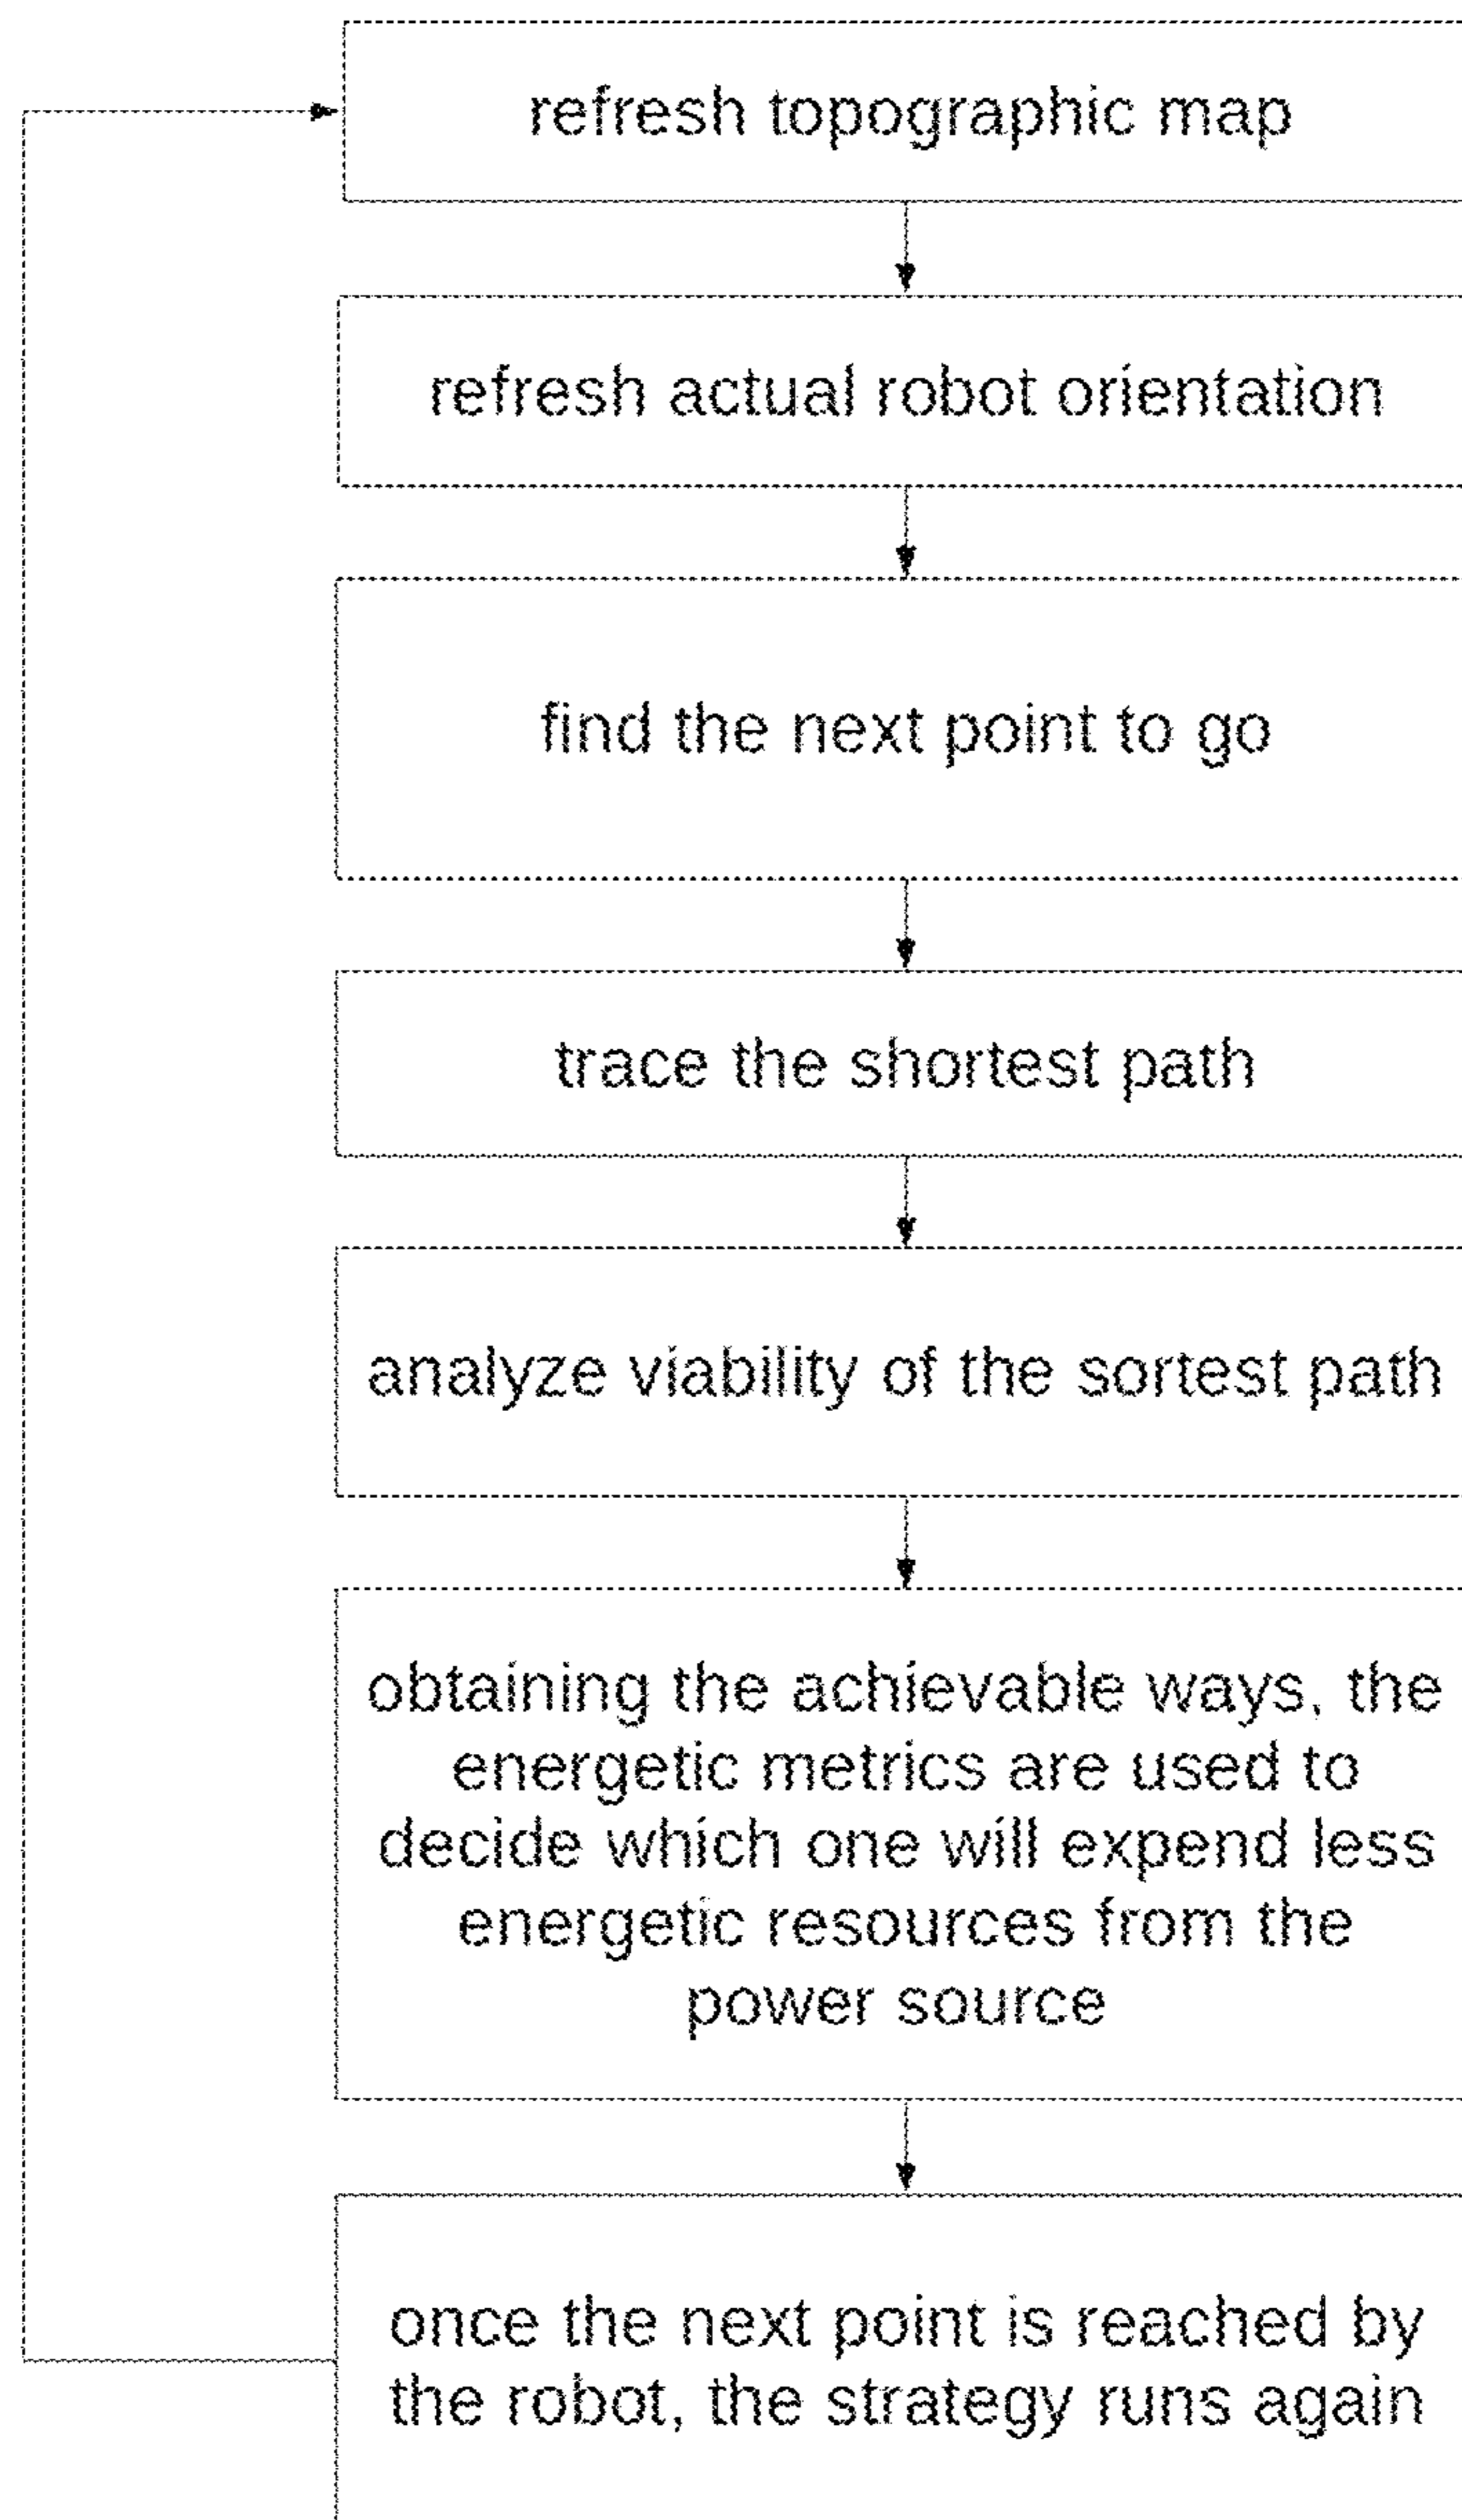 refresh topographic map
refresh actual robot orientation
find the next point to go
trace the shortest path
analyze viability of the sortest path
obtaining the achievable ways, the
energetic metrics are used to
decide which one will expend less
energetic resources from the
power source
once the next point is reached by
the robot, the strategy runs again